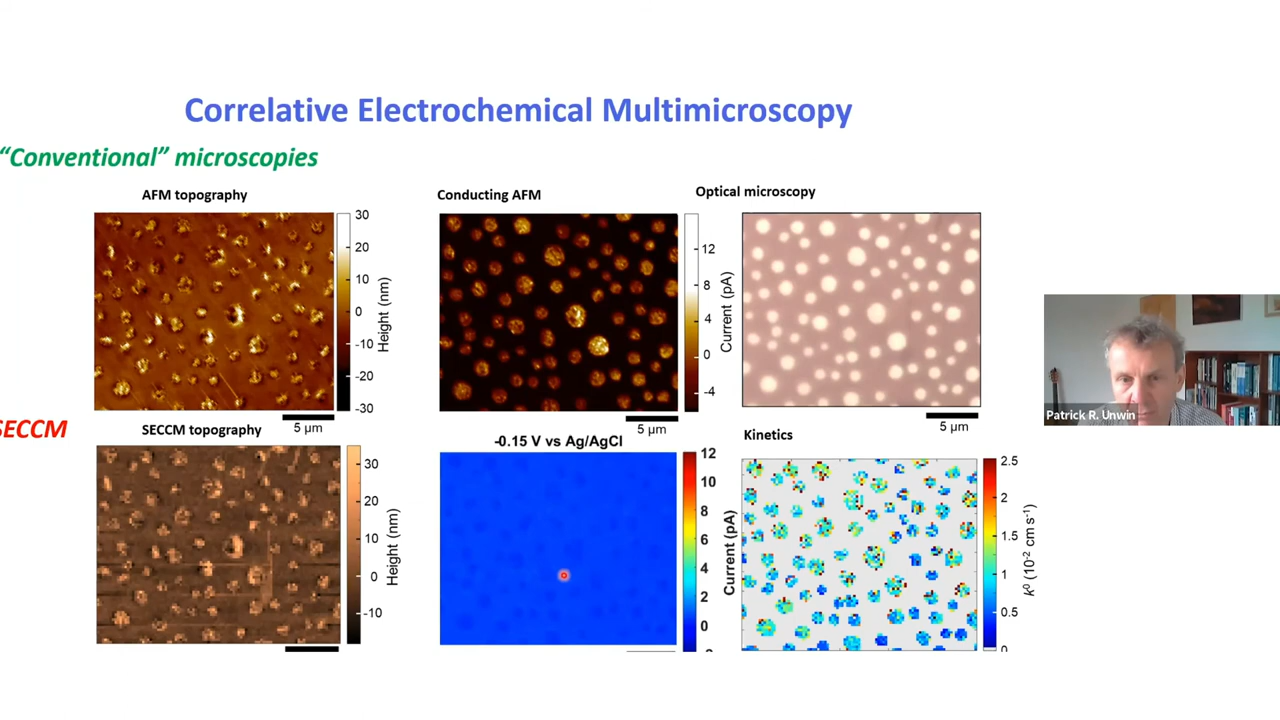 Correlative Electrochemical Multimicroscopy
“Conventional” microscopies
AFM topography
Conducting AFM
Optical microscopy
30
20
10
0
-10
-20
-30
Height (nm)
12
8
4
0
-4
Current (pA)
5 µm
5 µm
5 µm
SECCM
SECCM topography
-0.15 V vs Ag/AgCl
Kinetics
30
20
10
0
-10
Height (nm)
12
10
8
6
4
2
0
Current (pA)
2.5
2
1.5
1
0.5
0
K⁰ (10⁻² cm s⁻¹)
Patrick R. Unwin